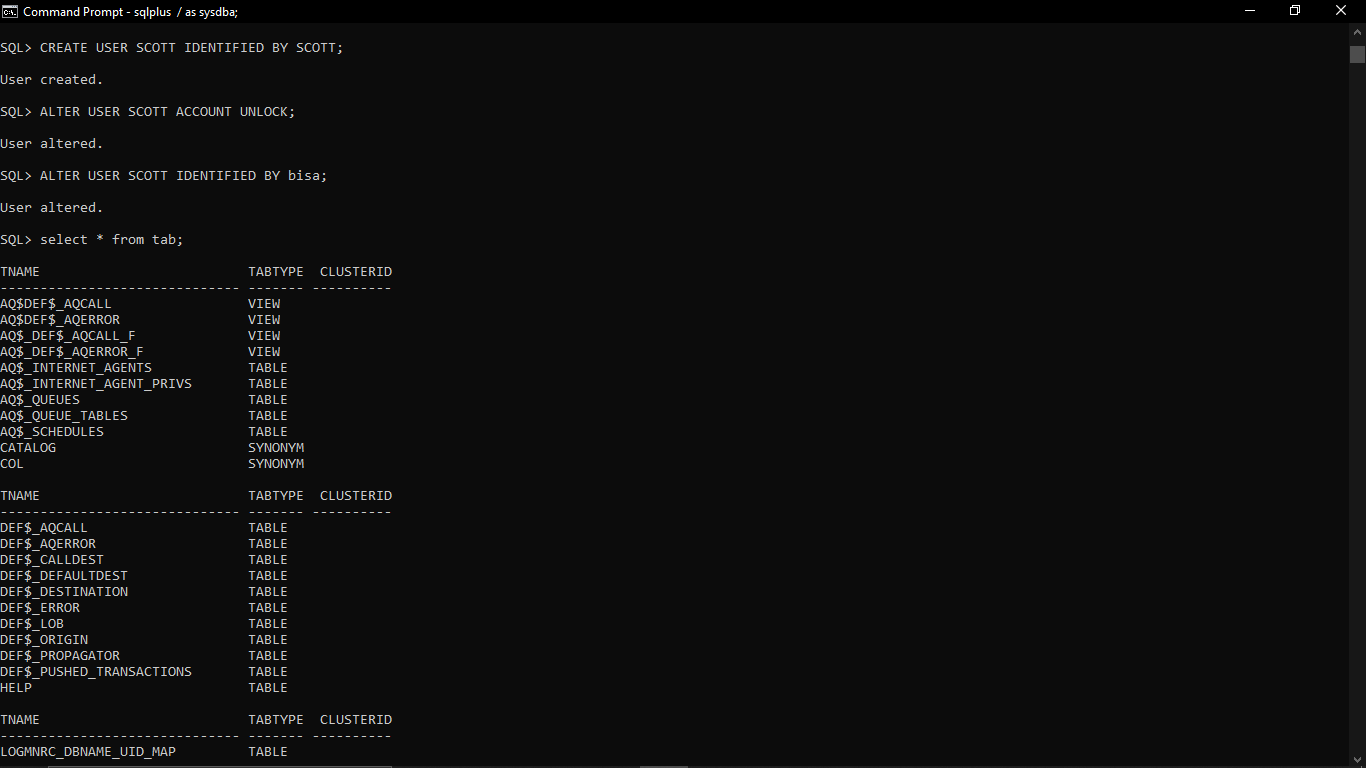 Command Prompt - sqlplus / as sysdba;
SQL> CREATE USER SCOTT IDENTIFIED BY SCOTT;
User created.
SQL> ALTER USER SCOTT ACCOUNT UNLOCK;
User altered.
SQL> ALTER USER SCOTT IDENTIFIED BY bisa;
User altered.
SQL> select * from tab;
TNAME                          TABTYPE  CLUSTERID
------------------------------ ------- ----------
AQ$DEF$_AQCALL                 VIEW
AQ$DEF$_AQERROR                VIEW
AQ$_DEF$_AQCALL_F              VIEW
AQ$_DEF$_AQERROR_F             VIEW
AQ$_INTERNET_AGENTS            TABLE
AQ$_INTERNET_AGENT_PRIVS       TABLE
AQ$_QUEUES                     TABLE
AQ$_QUEUE_TABLES               TABLE
AQ$_SCHEDULES                  TABLE
CATALOG                        SYNONYM
COL                            SYNONYM
TNAME                          TABTYPE  CLUSTERID
------------------------------ ------- ----------
DEF$_AQCALL                    TABLE
DEF$_AQERROR                   TABLE
DEF$_CALLDEST                  TABLE
DEF$_DEFAULTDEST               TABLE
DEF$_DESTINATION               TABLE
DEF$_ERROR                     TABLE
DEF$_LOB                       TABLE
DEF$_ORIGIN                    TABLE
DEF$_PROPAGATOR                TABLE
DEF$_PUSHED_TRANSACTIONS       TABLE
HELP                           TABLE
TNAME                          TABTYPE  CLUSTERID
------------------------------ ------- ----------
LOGMNRC_DBNAME_UID_MAP         TABLE